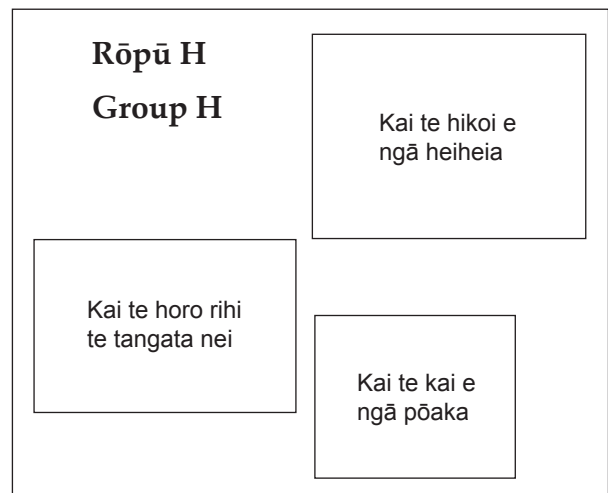 Rōpū H
Group H
Kai te hikoi e
ngā heiheia
Kai te horo rihi
te tangata nei
Kai te kai e
ngā pōaka